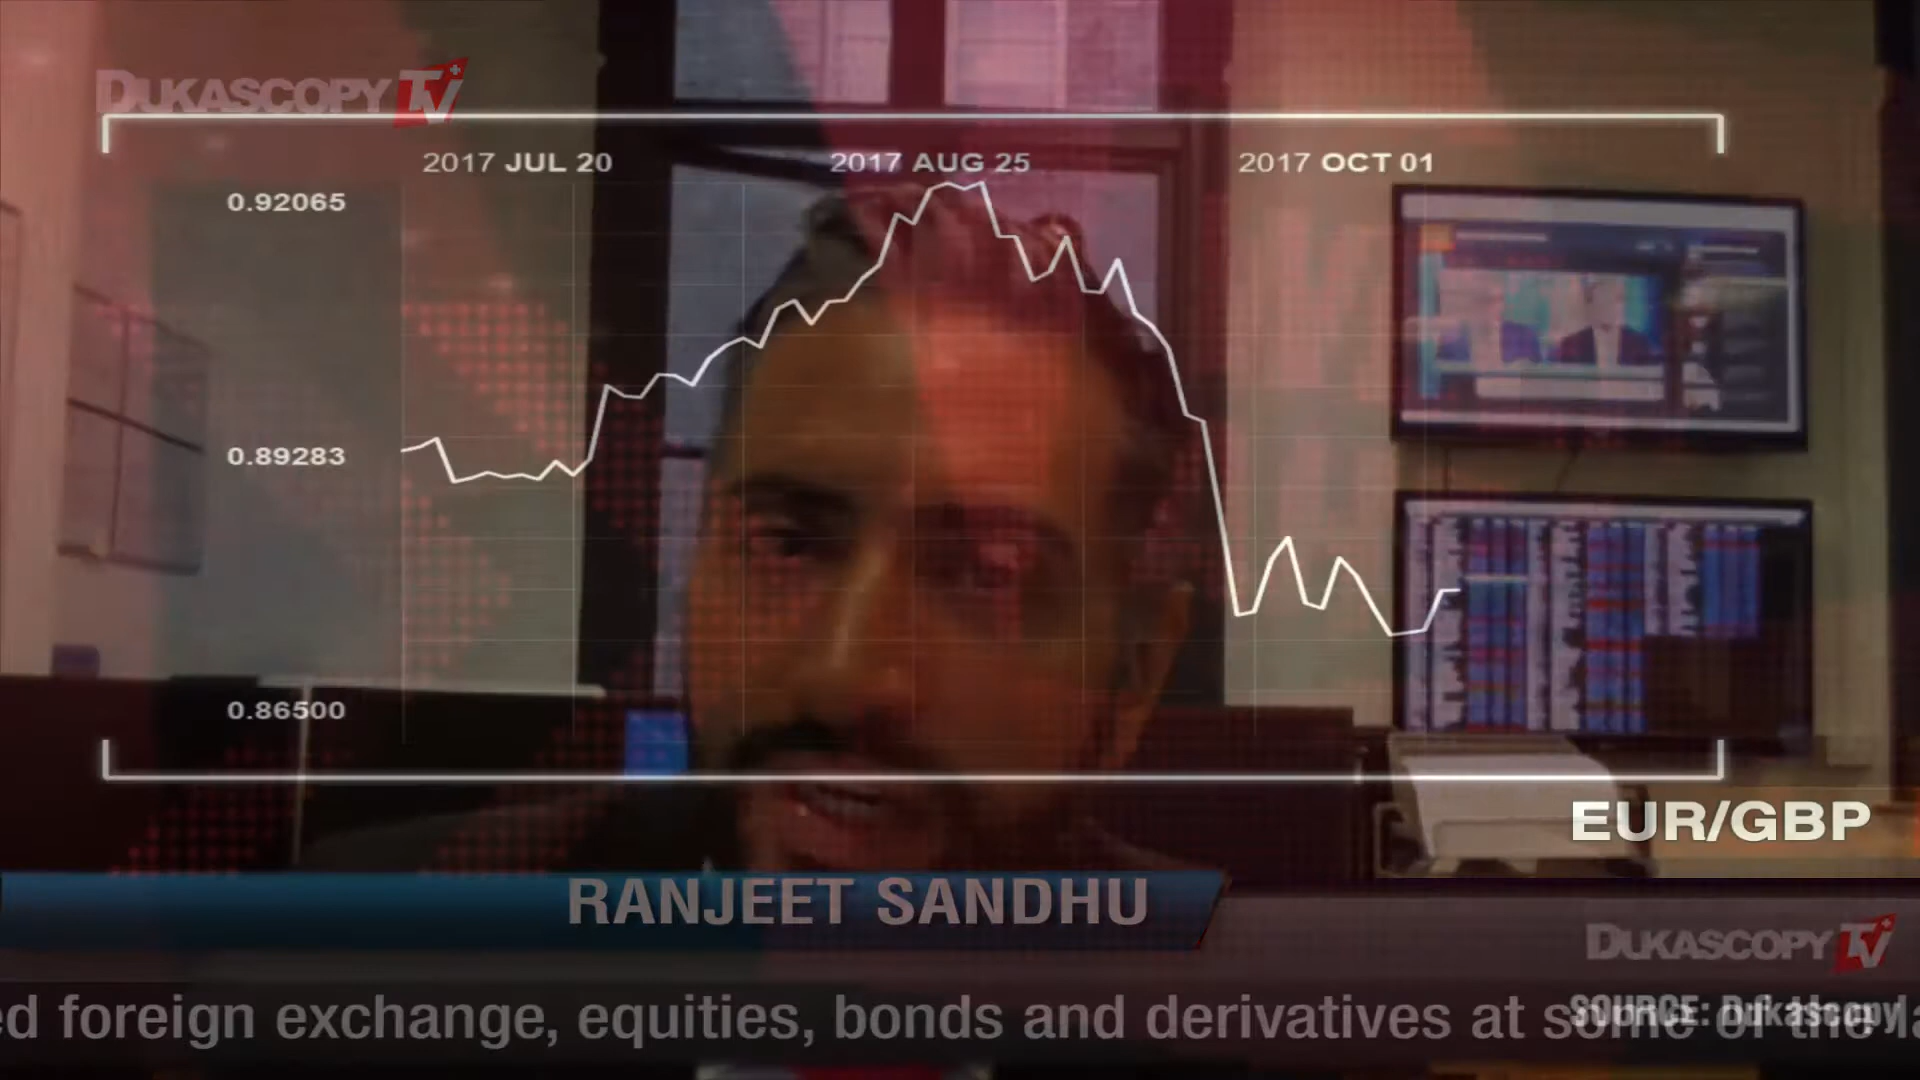 DUKASCOPY TV
2017 JUL 20
2017 AUG 25
2017 OCT 01
0.92065
0.89283
0.86500
EUR/GBP
RANJEET SANDHU
DUKASCOPY TV
ed foreign exchange, equities, bonds and derivatives at some of the la
SOURCE: Dukascopy